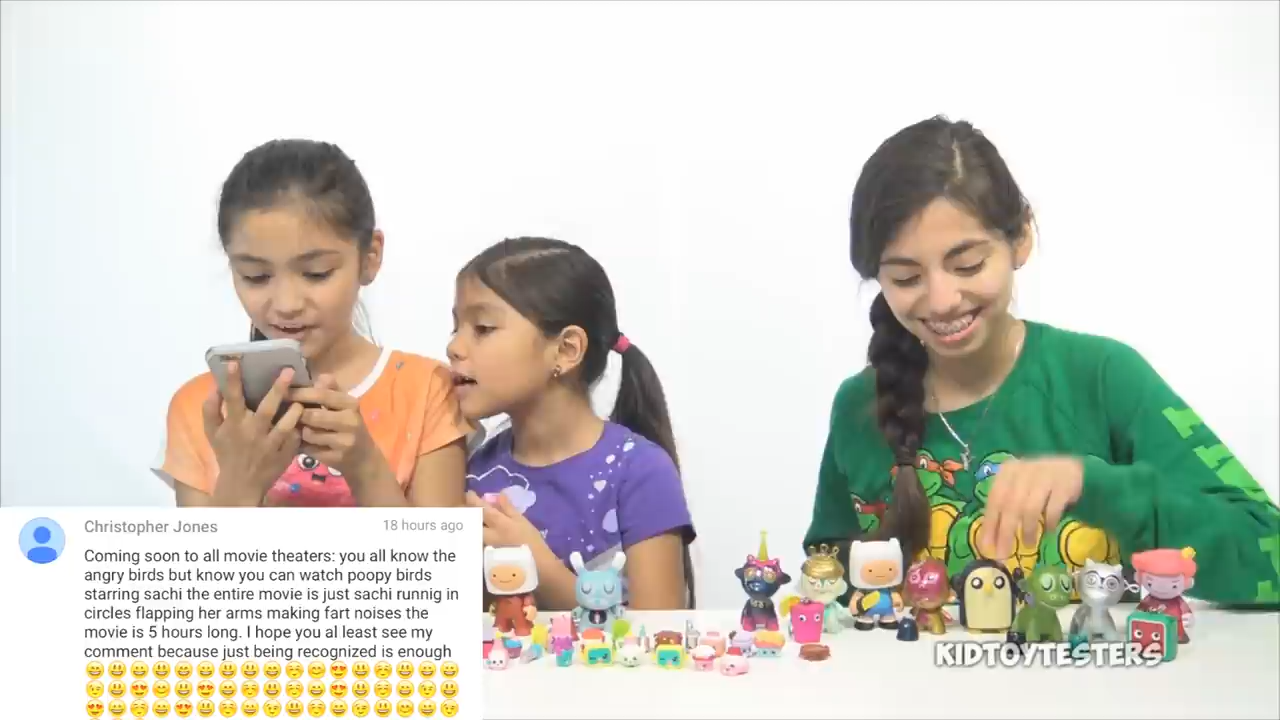 Christopher Jones 18 hours ago
Coming soon to all movie theaters: you all know the
angry birds but know you can watch poopy birds
starring sachi the entire movie is just sachi runnig in
circles flapping her arms making fart noises the
movie is 5 hours long. I hope you al least see my
comment because just being recognized is enough
KIDTOYTESTERS